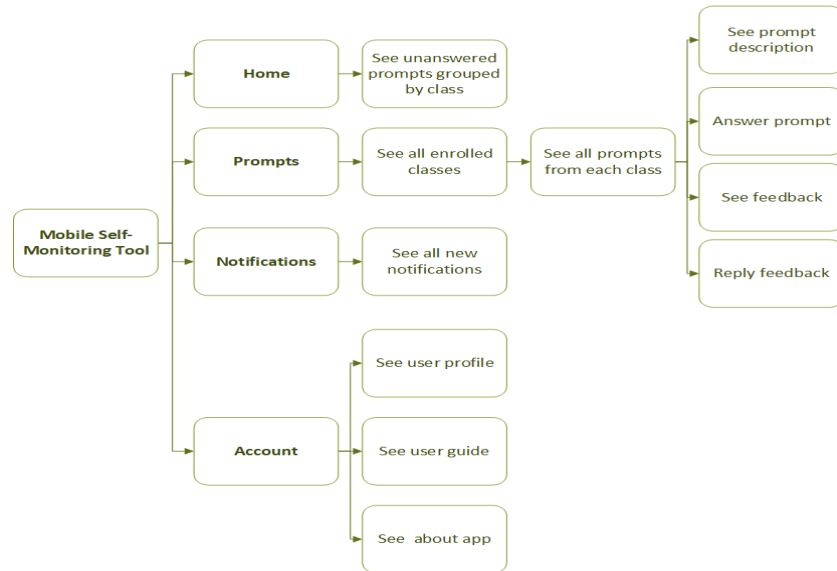 Mobile Self-
Monitoring Tool
Home
See unanswered
prompts grouped
by class
Prompts
See all enrolled
classes
See all prompts
from each class
See prompt
description
Answer prompt
See feedback
Reply feedback
Notifications
See all new
notifications
Account
See user profile
See user guide
See about app